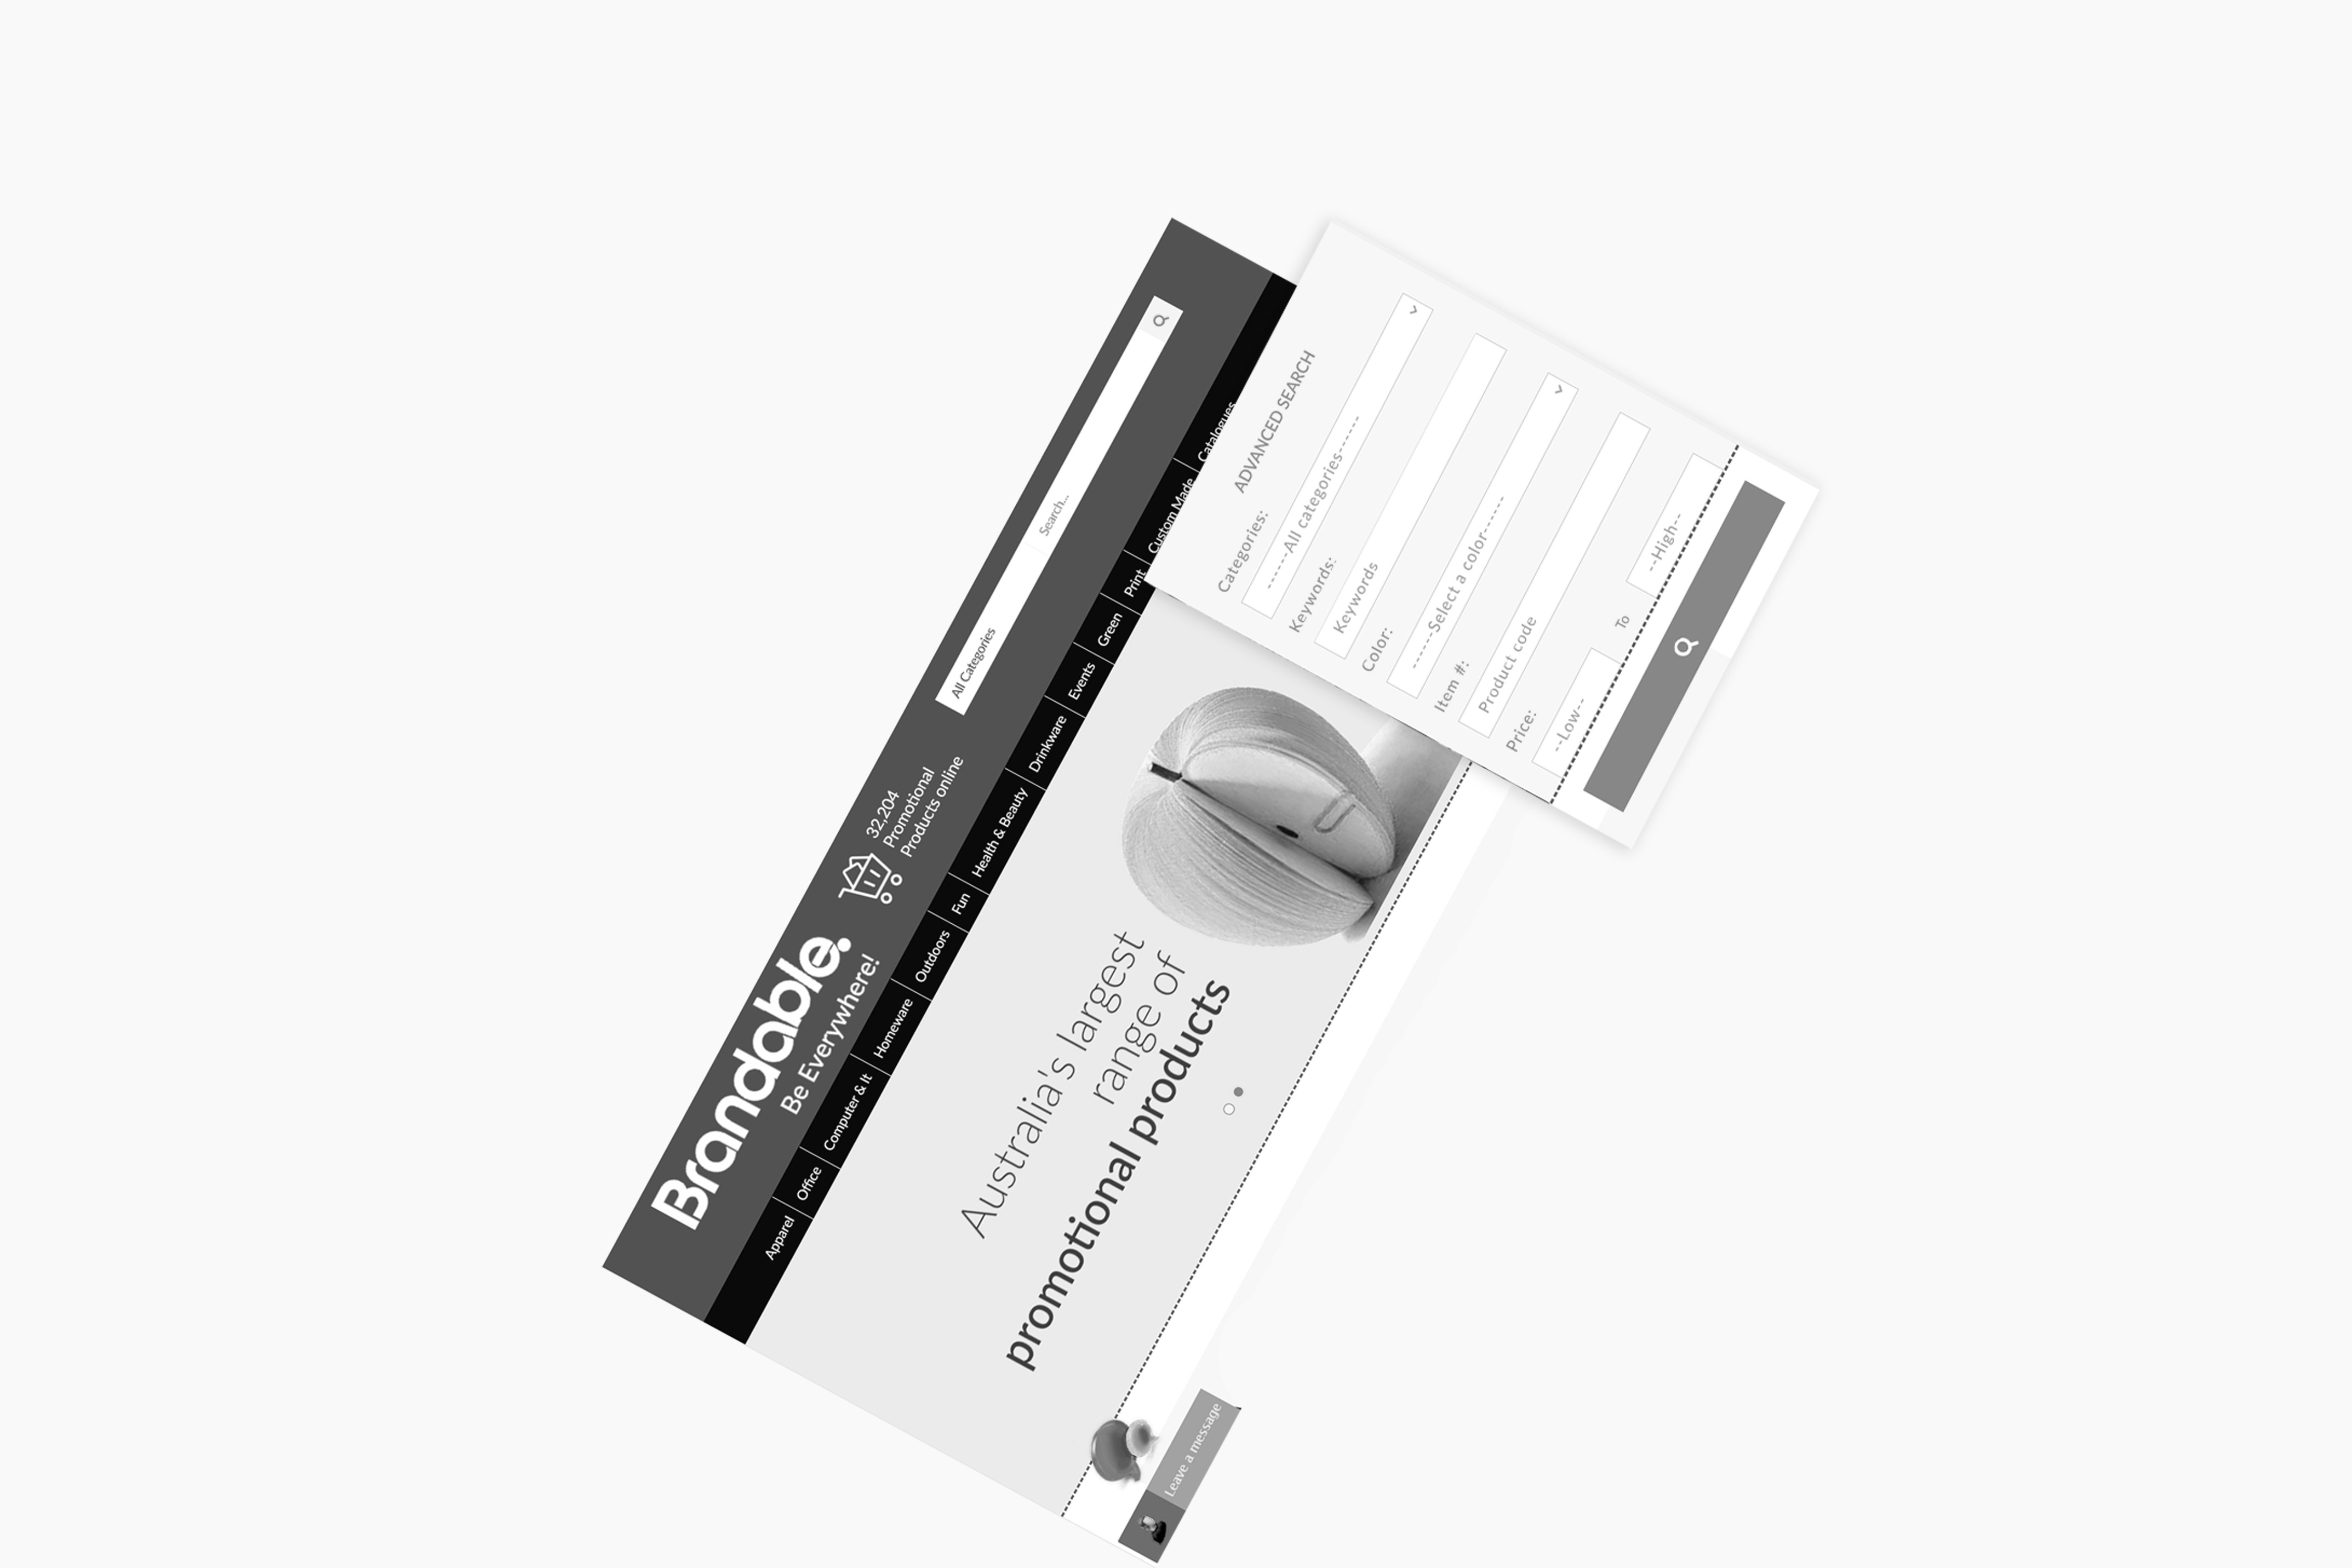 Brandable.
Be Everywhere!
32,204
Promotional
Products online
All Categories
Search...
Apparel
Office
Computer & It
Homeware
Outdoors
Fun
Health & Beauty
Drinkware
Events
Green
Print
Custom Made
Catalogues
Australia's largest
range of
promotional products
ADVANCED SEARCH
Categories:
------All categories------
Keywords:
Keywords
Color:
------Select a color------
Item #:
Product code
Price:
--Low--
To
--High--
Leave a message